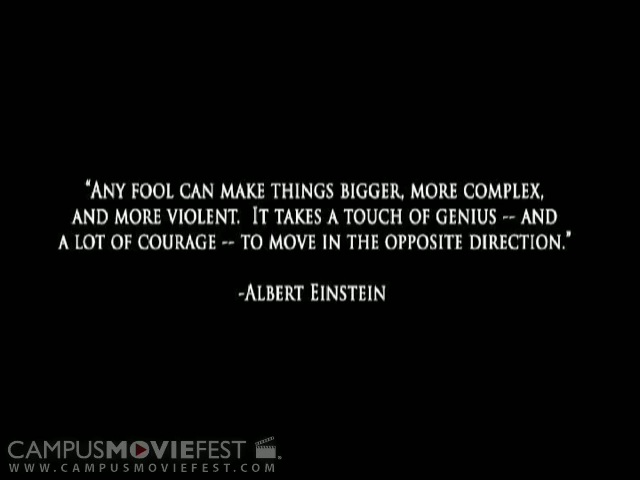 "Any fool can make things bigger, more complex,
and more violent. It takes a touch of genius -- and
a lot of courage -- to move in the opposite direction."
-Albert Einstein
CAMPUSMOVIEFEST
WWW.CAMPUSMOVIEFEST.COM